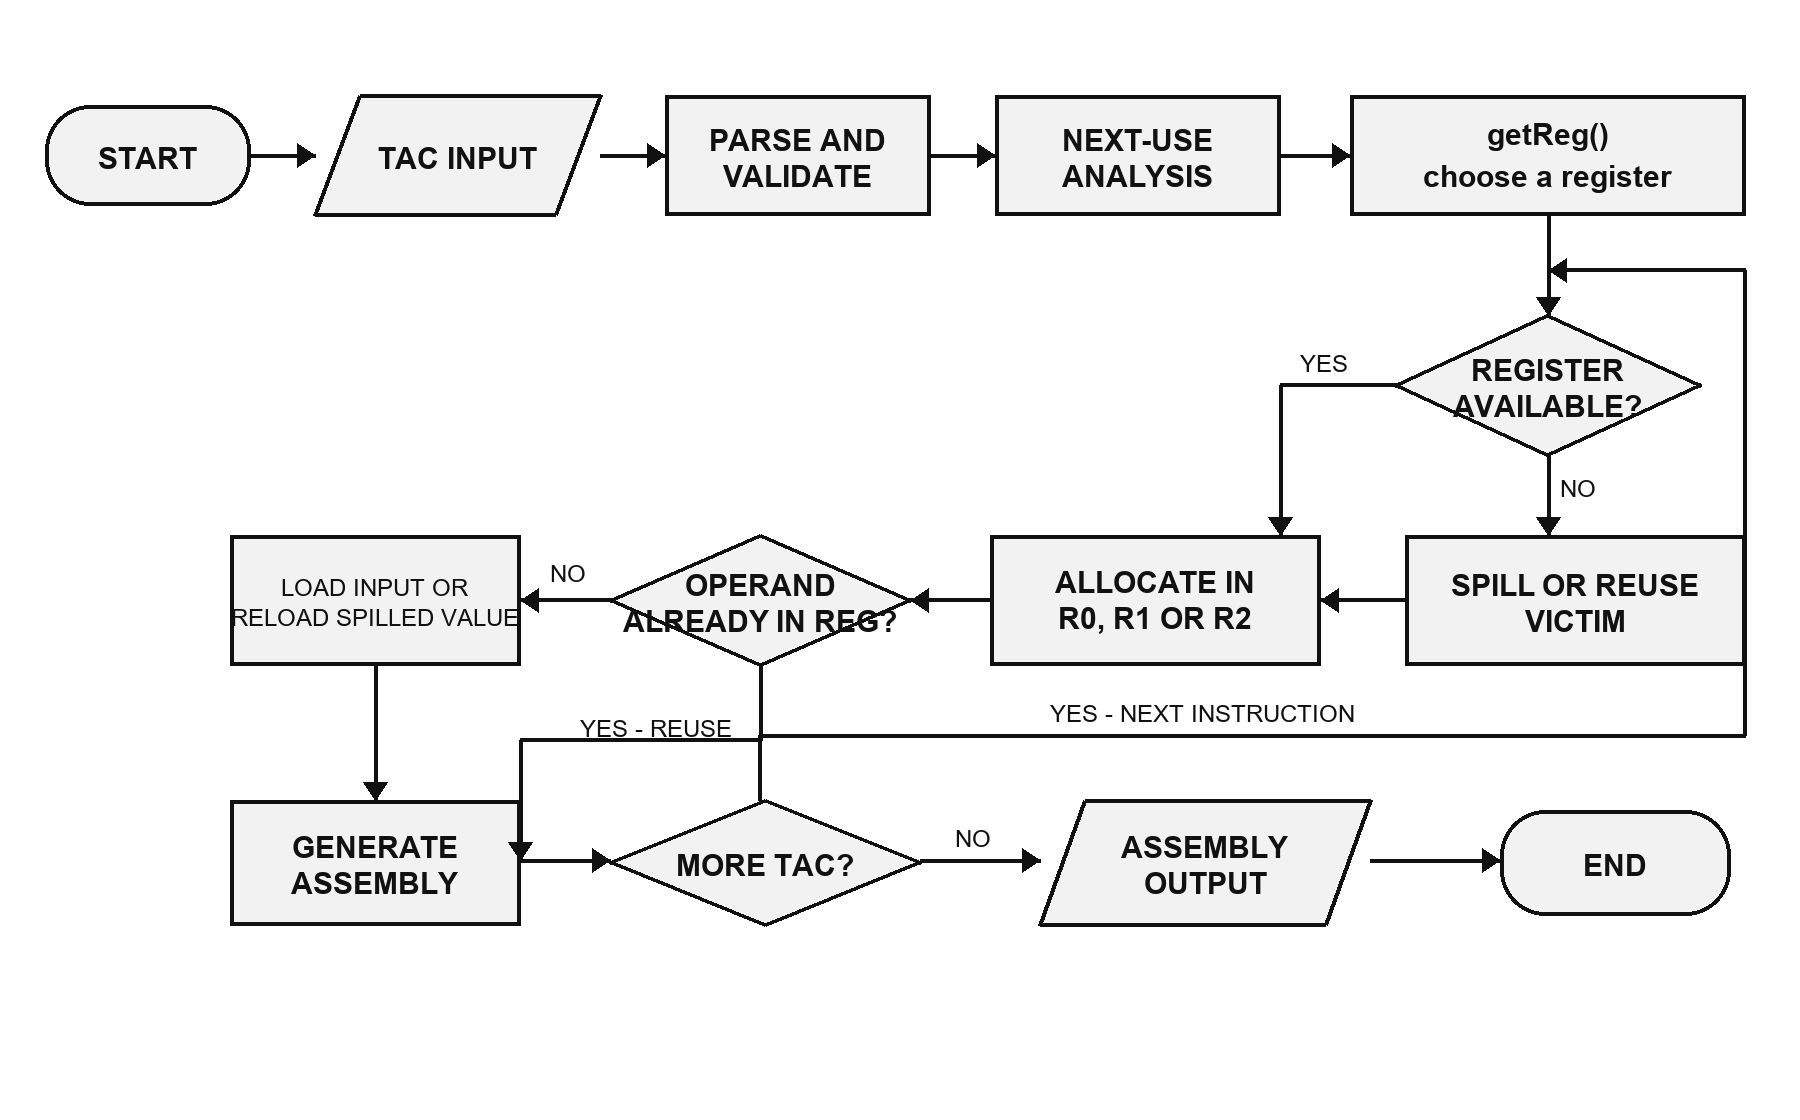 START
TAC INPUT
PARSE AND
VALIDATE
NEXT-USE
ANALYSIS
getReg()
choose a register
REGISTER
AVAILABLE?
YES
NO
SPILL OR REUSE
VICTIM
ALLOCATE IN
R0, R1 OR R2
OPERAND
ALREADY IN REG?
NO
LOAD INPUT OR
RELOAD SPILLED VALUE
YES - REUSE
YES - NEXT INSTRUCTION
GENERATE
ASSEMBLY
MORE TAC?
NO
ASSEMBLY
OUTPUT
END